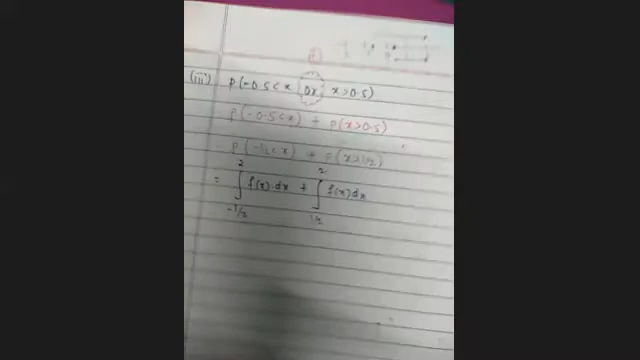 (iii) P(-0.5<x or x>0.5)
P(-0.5<x) + P(x>0.5)
P(-1/2<x) + P(x>1/2)
= ∫_{-1/2}^{2} f(x).dx + ∫_{1/2}^{2} f(x)dx